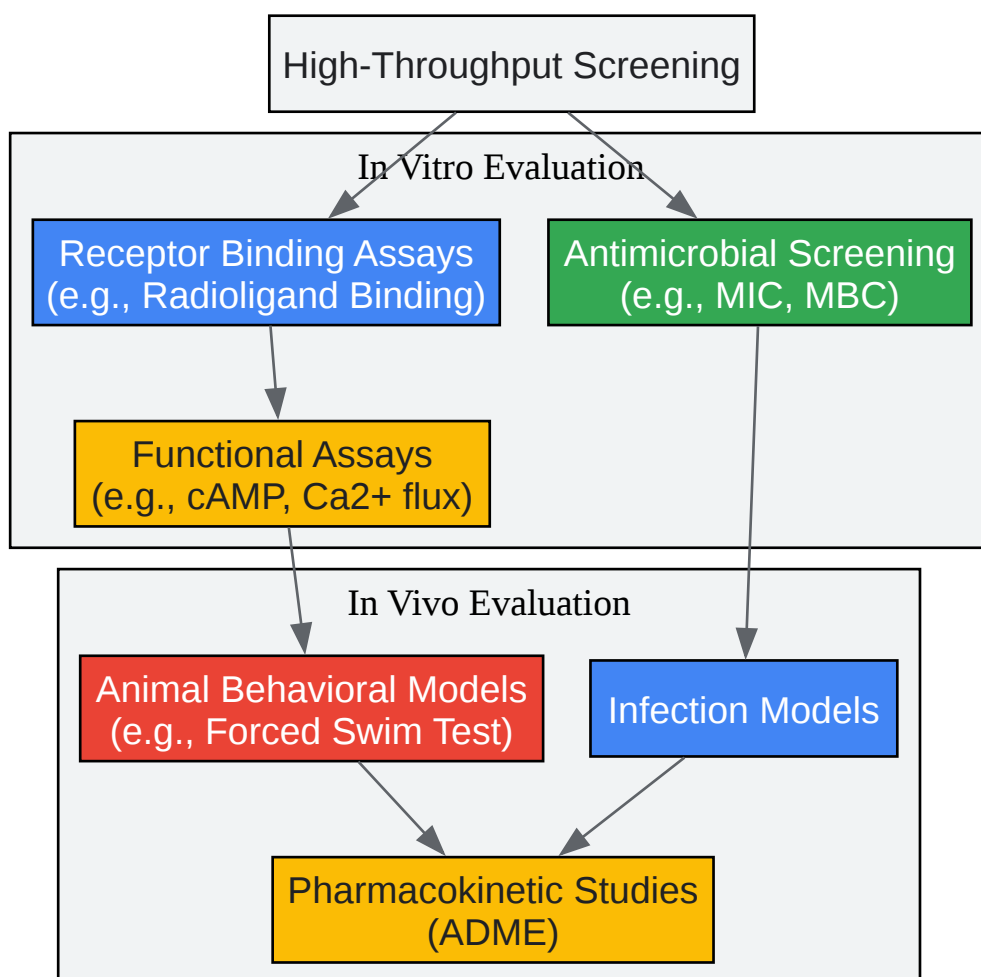 High-Throughput Screening
In Vitro Evaluation
Receptor Binding Assays
(e.g., Radioligand Binding)
Antimicrobial Screening
(e.g., MIC, MBC)
Functional Assays
(e.g., cAMP, Ca2+ flux)
In Vivo Evaluation
Animal Behavioral Models
(e.g., Forced Swim Test)
Infection Models
Pharmacokinetic Studies
(ADME)